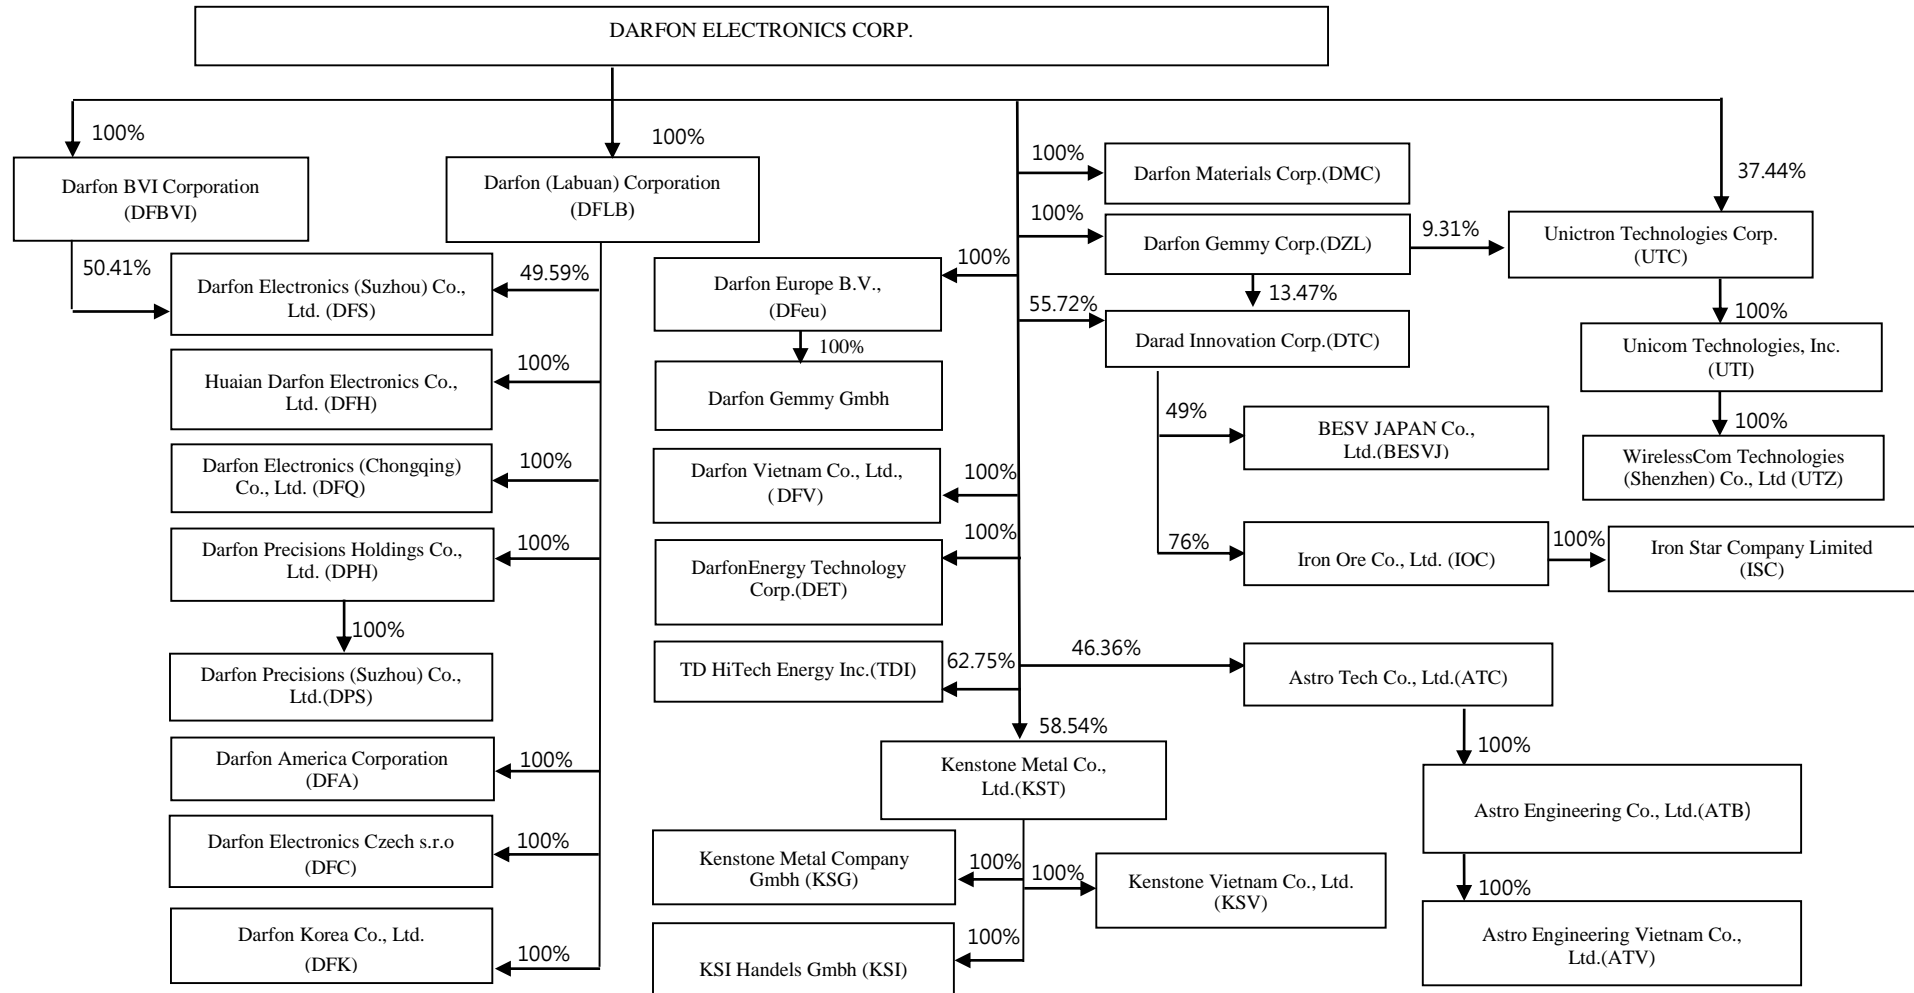 DARFON ELECTRONICS CORP.
100%
100%
37.44%
Darfon BVI Corporation
(DFBVI)
Darfon (Labuan) Corporation
(DFLB)
100%
Darfon Materials Corp.(DMC)
100%
Darfon Gemmy Corp.(DZL)
9.31%
Unictron Technologies Corp.
(UTC)
50.41%
Darfon Electronics (Suzhou) Co.,
Ltd. (DFS)
49.59%
100%
Darfon Europe B.V.,
(DFeu)
13.47%
55.72%
Darad Innovation Corp.(DTC)
100%
Unicom Technologies, Inc.
(UTI)
100%
Huaian Darfon Electronics Co.,
Ltd. (DFH)
100%
Darfon Gemmy Gmbh
49%
BESV JAPAN Co.,
Ltd.(BESVJ)
100%
WirelessCom Technologies
(Shenzhen) Co., Ltd (UTZ)
Darfon Electronics (Chongqing)
Co., Ltd. (DFQ)
100%
Darfon Vietnam Co., Ltd.,
(DFV)
100%
Darfon Precisions Holdings Co.,
Ltd. (DPH)
100%
DarfonEnergy Technology
Corp.(DET)
100%
76%
Iron Ore Co., Ltd. (IOC)
100%
Iron Star Company Limited
(ISC)
100%
Darfon Precisions (Suzhou) Co.,
Ltd.(DPS)
TD HiTech Energy Inc.(TDI)
62.75%
46.36%
Astro Tech Co., Ltd.(ATC)
58.54%
Kenstone Metal Co.,
Ltd.(KST)
100%
Darfon America Corporation
(DFA)
100%
Astro Engineering Co., Ltd.(ATB)
Darfon Electronics Czech s.r.o
(DFC)
100%
Kenstone Metal Company
Gmbh (KSG)
100%
100%
Kenstone Vietnam Co., Ltd.
(KSV)
100%
Darfon Korea Co., Ltd.
(DFK)
100%
KSI Handels Gmbh (KSI)
100%
Astro Engineering Vietnam Co.,
Ltd.(ATV)